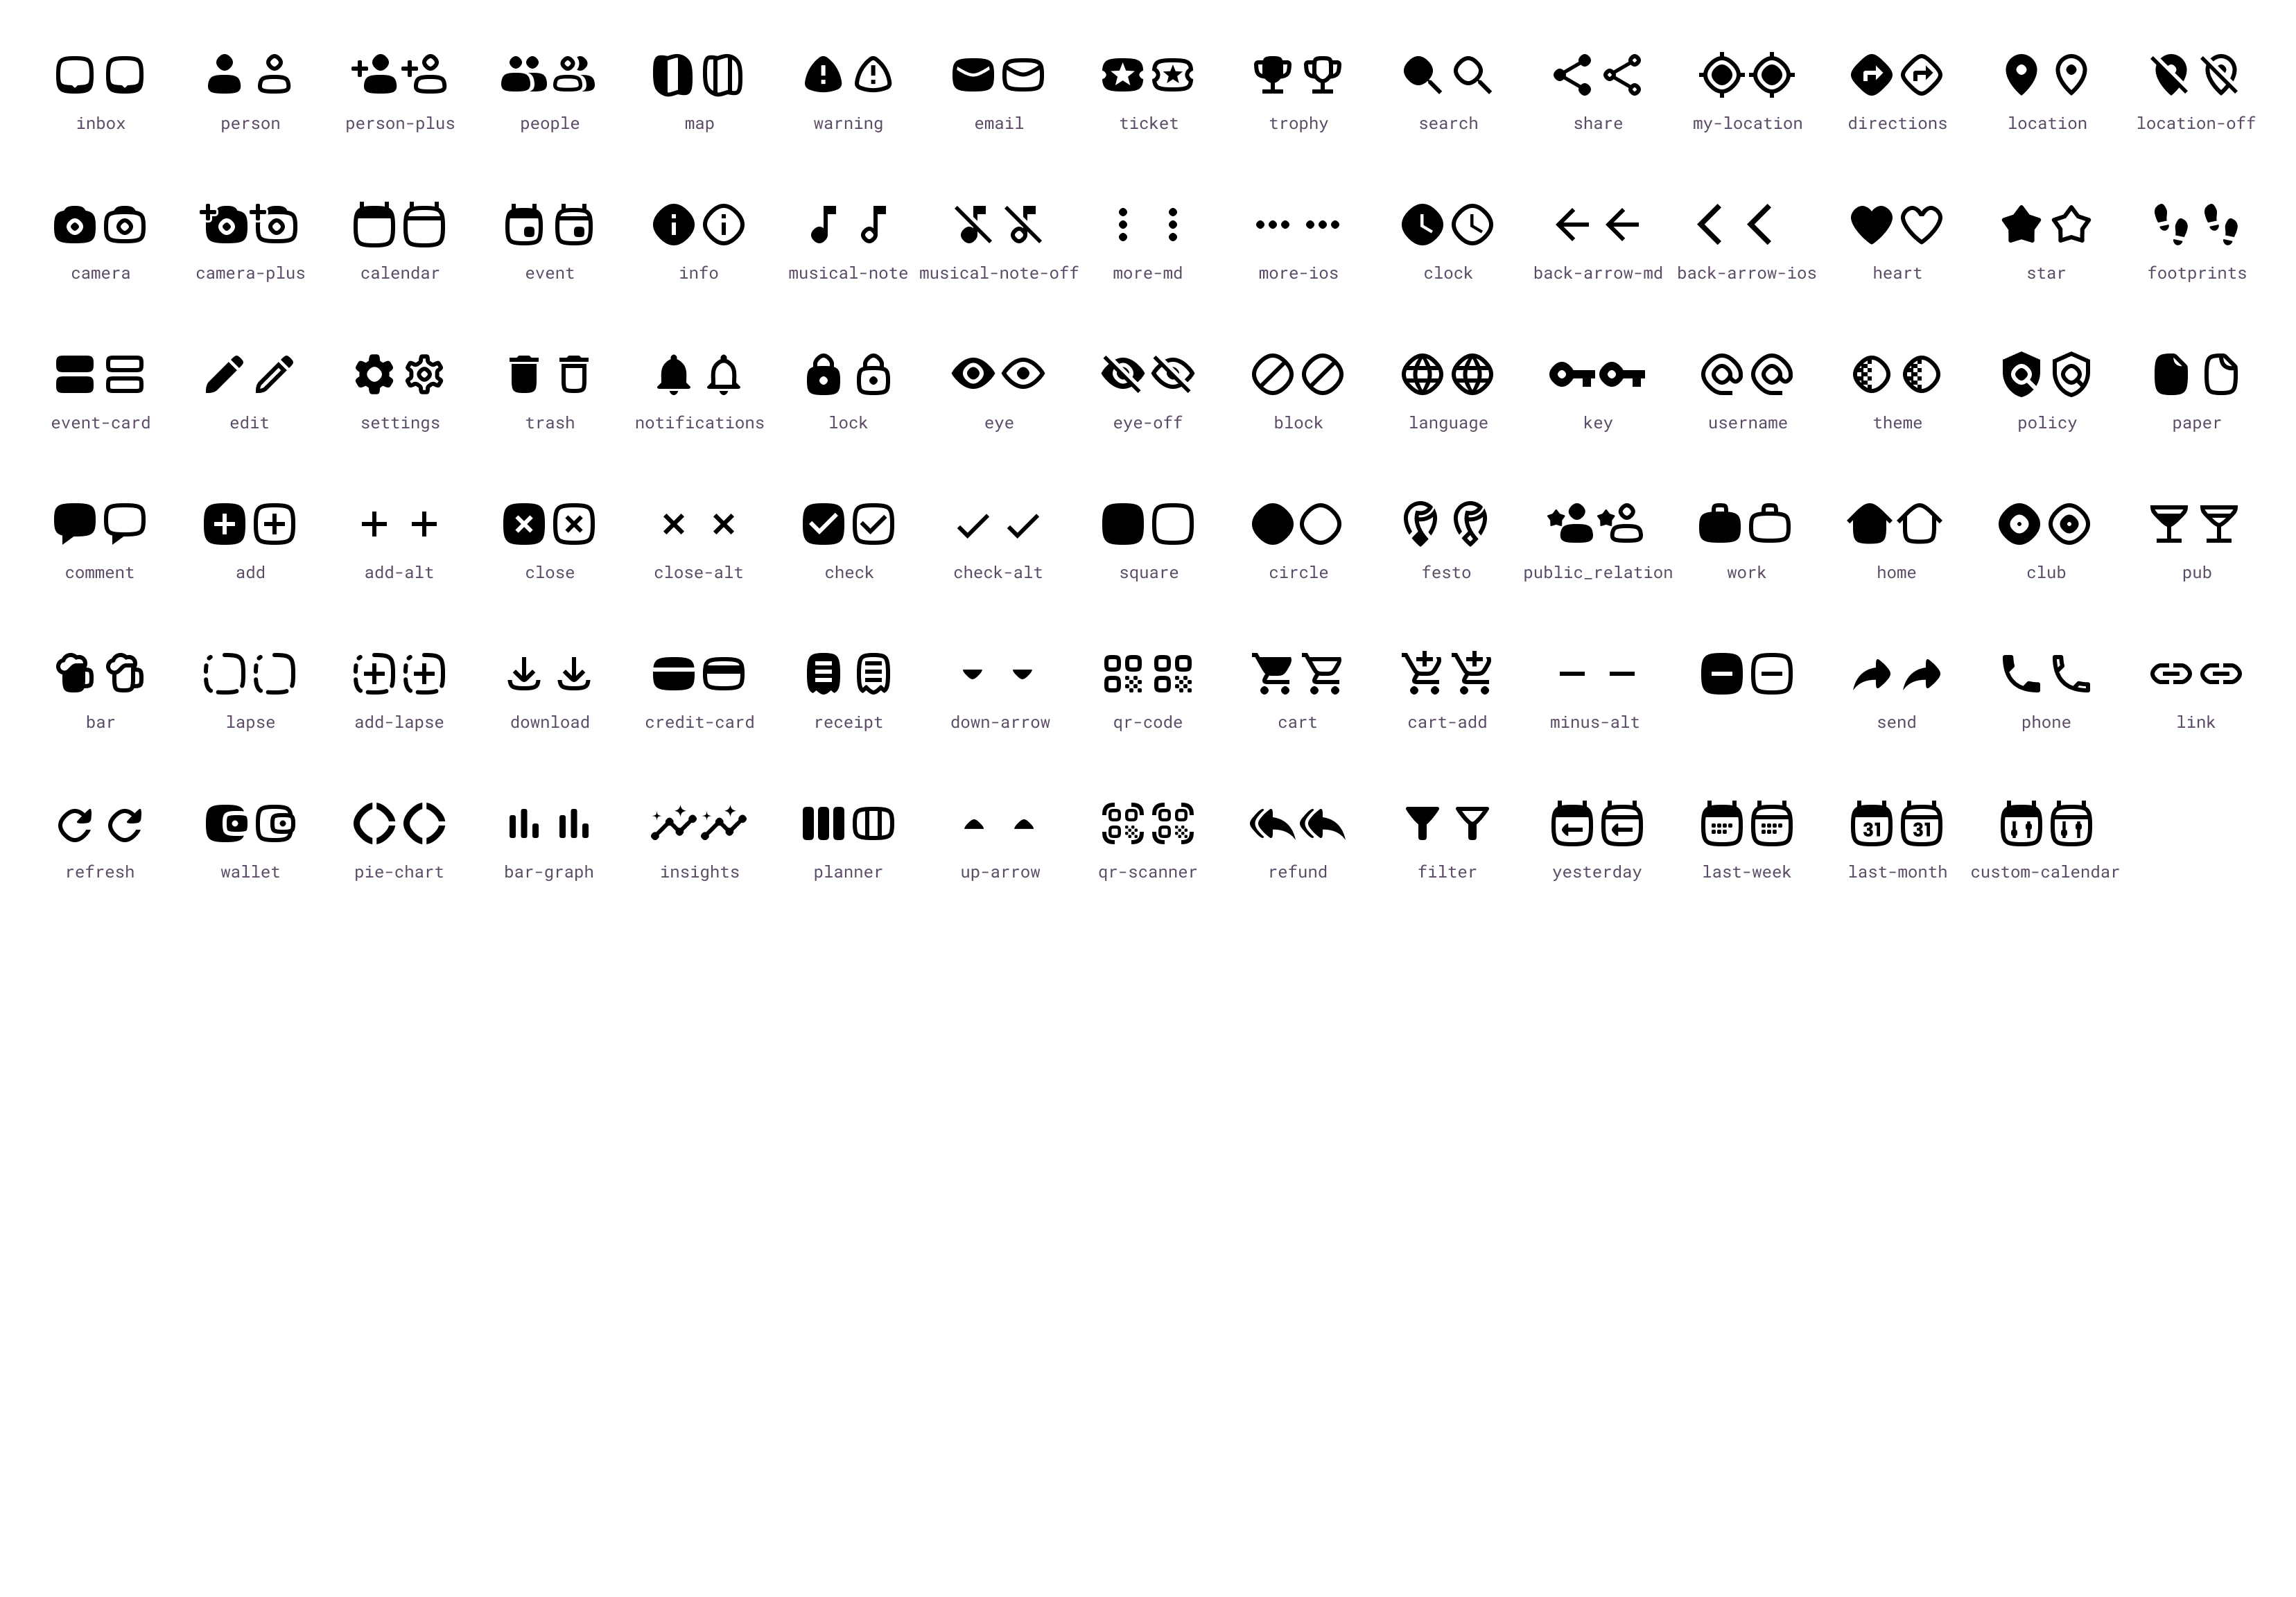 inbox person person-plus people map warning email ticket trophy search share my-location directions location location-off
camera camera-plus calendar event info musical-note musical-note-off more-md more-ios clock back-arrow-md back-arrow-ios heart star footprints
event-card edit settings trash notifications lock eye eye-off block language key username theme policy paper
comment add add-alt close close-alt check check-alt square circle festo public_relation work home club pub
bar lapse add-lapse download credit-card receipt down-arrow qr-code cart cart-add minus-alt send phone link
31 31
refresh wallet pie-chart bar-graph insights planner up-arrow qr-scanner refund filter yesterday last-week last-month custom-calendar